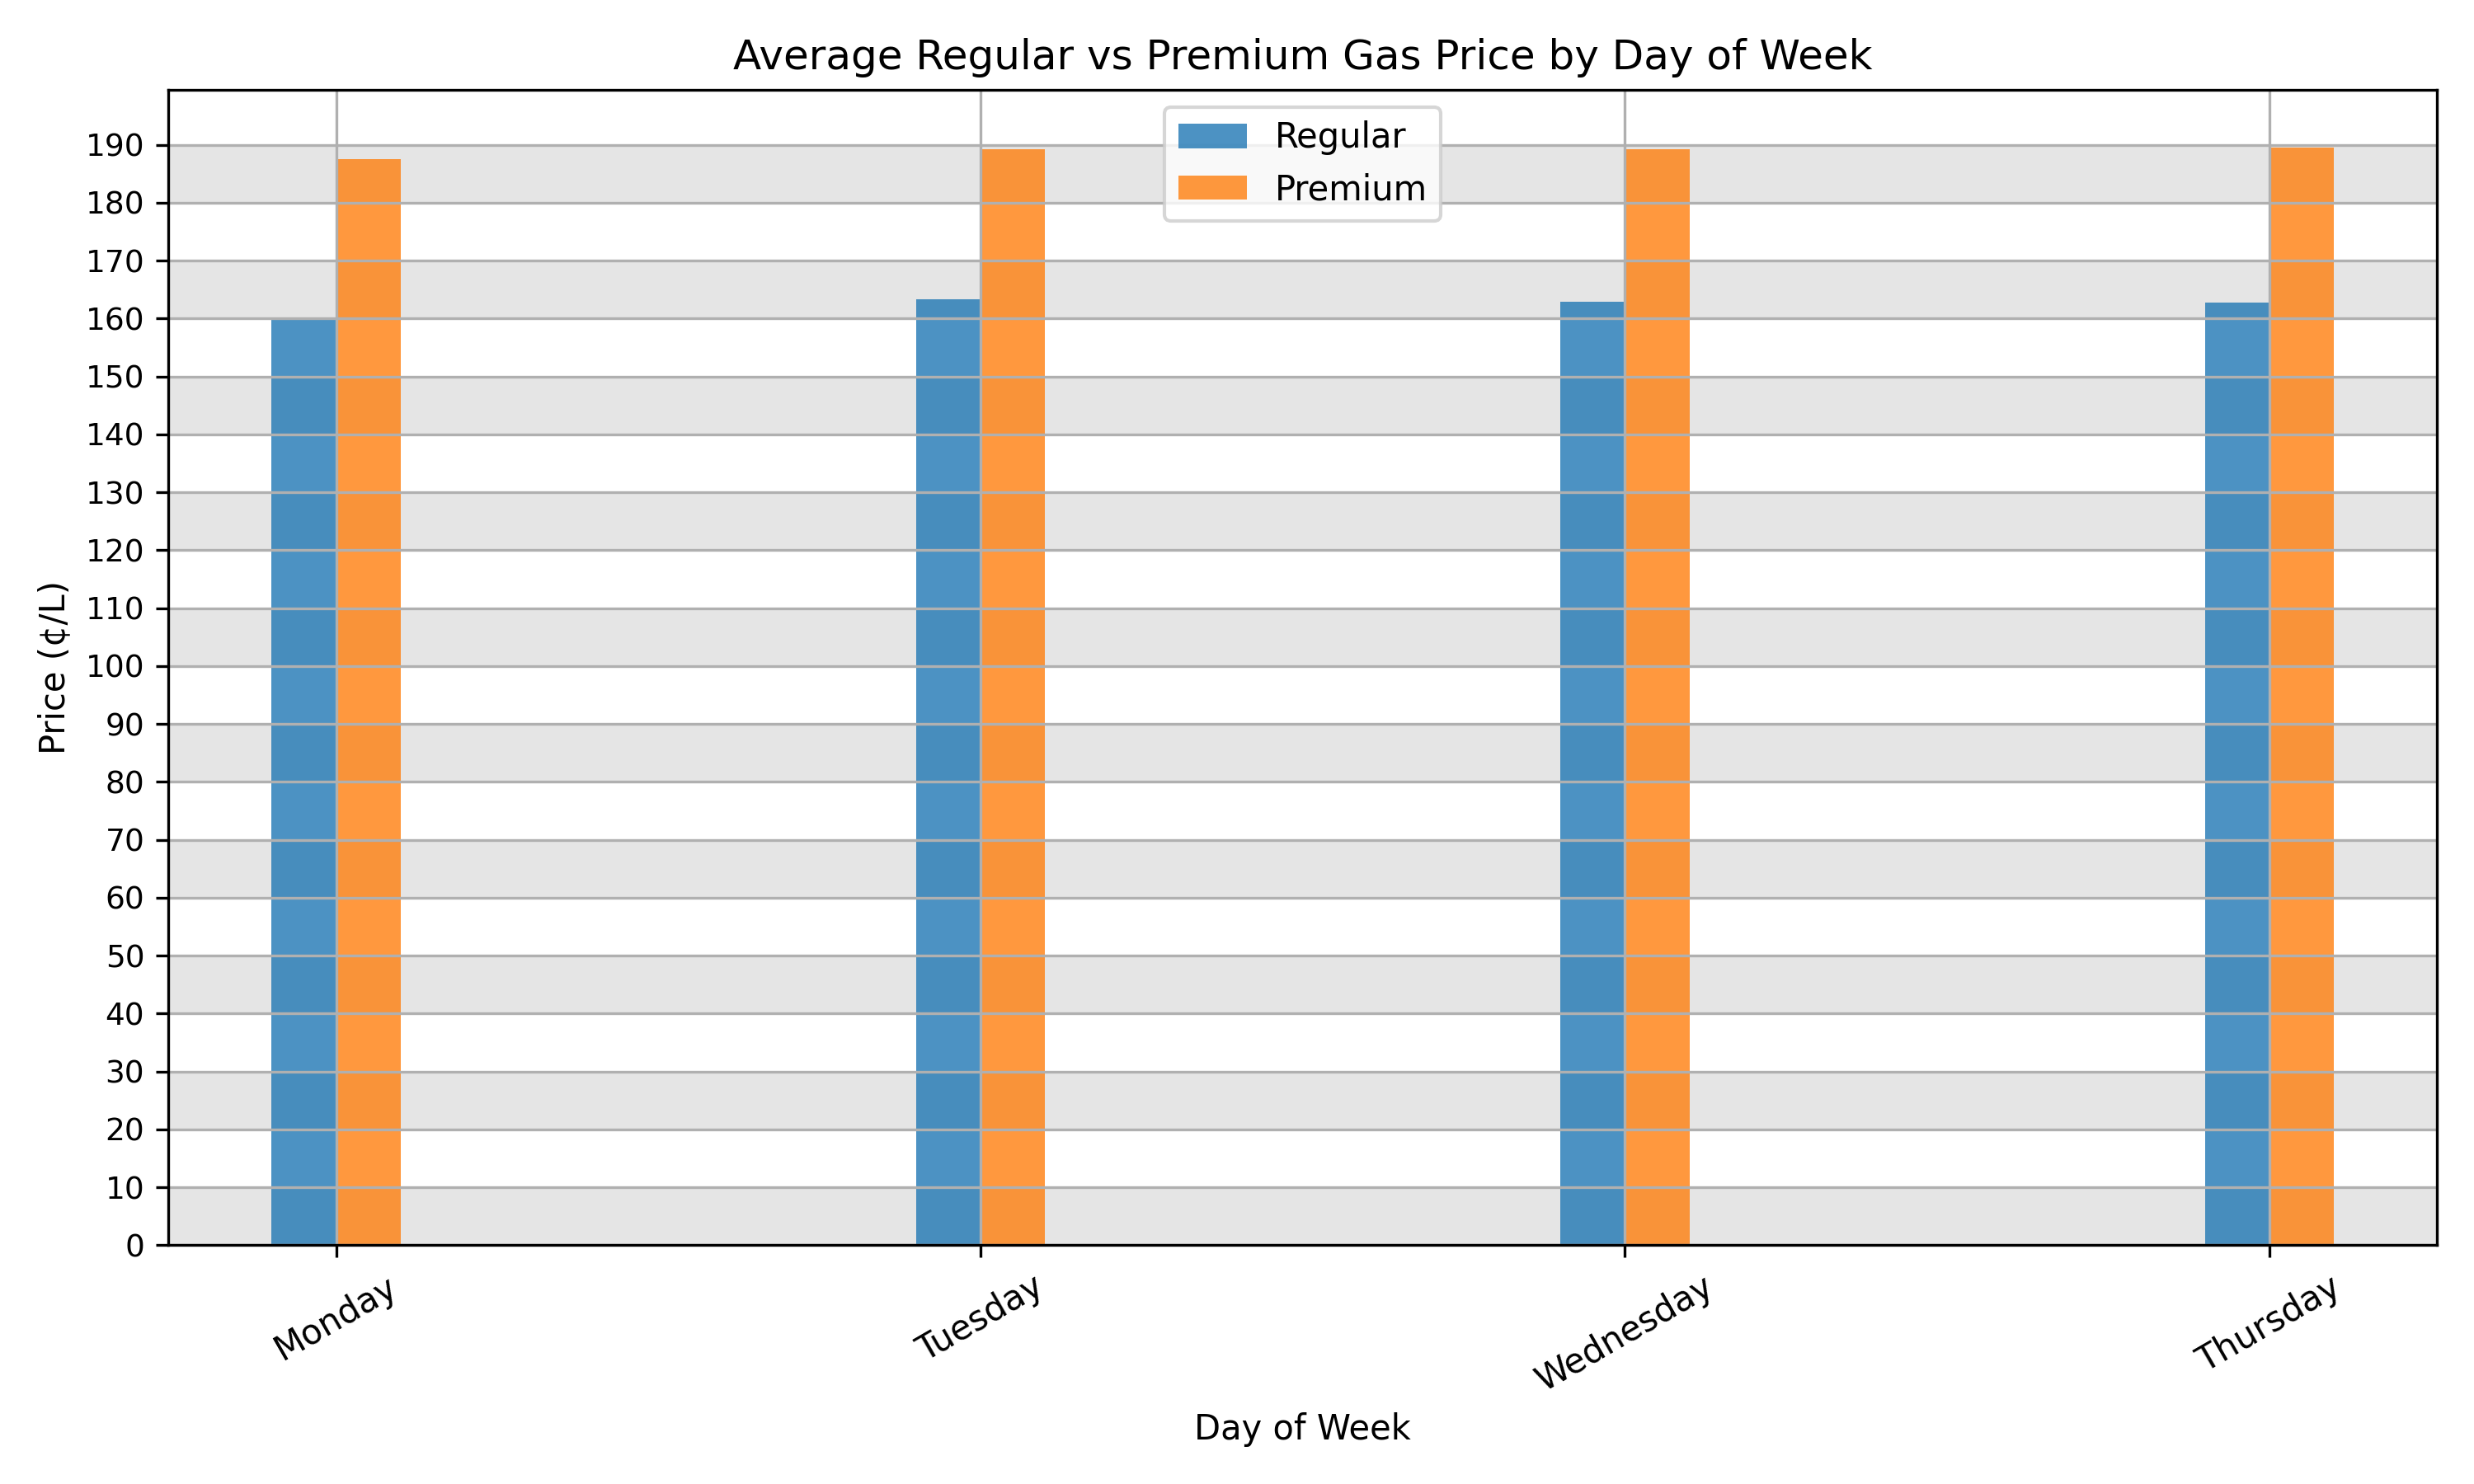 Average Regular vs Premium Gas Price by Day of Week
Regular
Premium
190
180
170
160
150
140
130
120
110
100
90
80
70
60
50
40
30
20
10
0
Price (¢/L)
Monday
Tuesday
Wednesday
Thursday
Day of Week